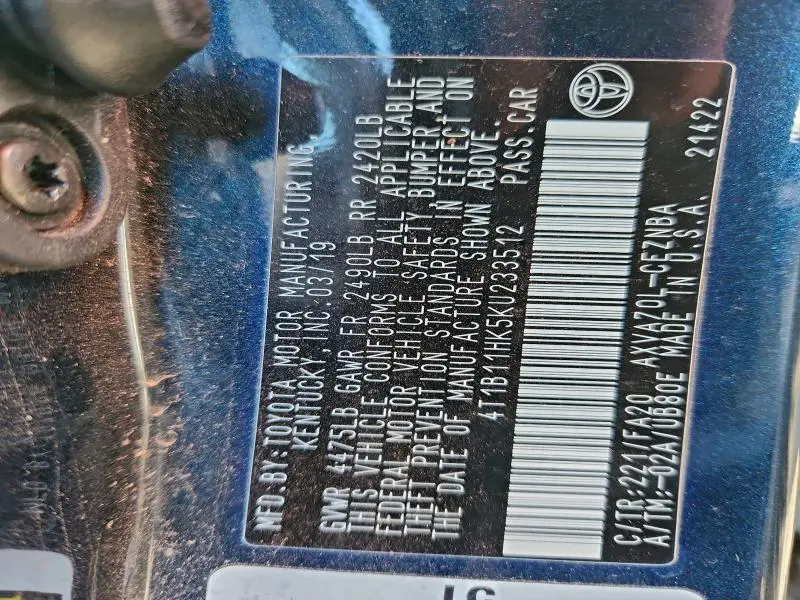 MFD.BY:TOYOTA MOTOR MANUFACTURING,
KENTUCKY, INC.03/19
GWR 4475LB GAWR FR 2490LB RR 2420LB
THIS VEHICLE CONFORMS TO ALL APPLICABLE
FEDERAL MOTOR VEHICLE SAFETY, BUMPER, AND
THEFT PREVENTION STANDARDS IN EFFECT ON
THE DATE OF MANUFACTURE SHOWN ABOVE.
4T1B11HK5KU233512 PASS.CAR
C/TR:221T/FA20 AXVA70L-CEZNBA
A/TM:-02A/UB80E MADE IN U.S.A. 21422